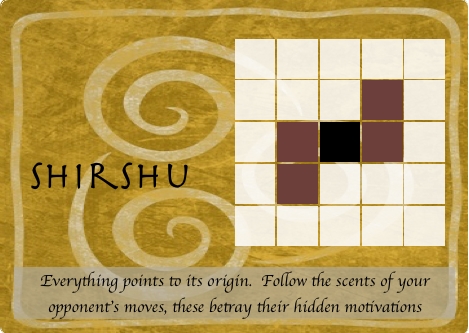 SHIRSHU
Everything points to its origin. Follow the scents of your
opponent's moves, these betray their hidden motivations